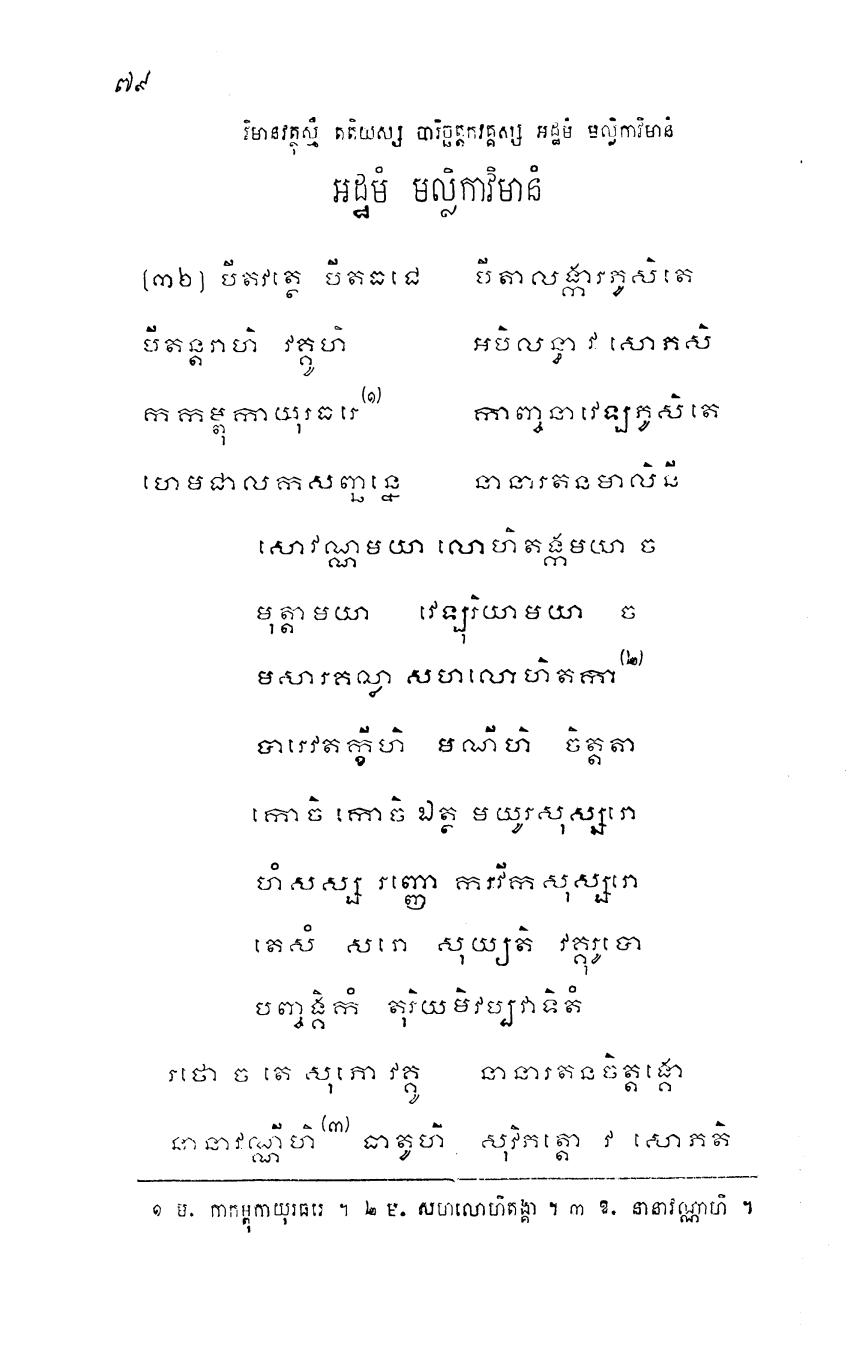 ៧៩
វិមានវត្ថុស្មឹ តតិយស្ស បារិច្ឆត្តកវគ្គស្ស អដ្ឋមំ មល្លិកាវិមានំ
អដ្ឋមំ មល្លិកាវិមានំ
[៣២] បីតវត្ថេ បីតធជេ បីតាលង្ការភូសិតេ
បីតន្តរាហិ វគ្គូហិ អបិលន្ធា វ សោភសិ
កកម្ពុកាយុរធរេ(១) កាញ្ចនាវេឡភូសិតេ
ហេមជាលកសញ្ឆន្នេ នានារតនមាលិនី
សោវណ្ណមយា លោហិតង្កមយា ច
មុត្តាមយា វេឡុរិយាមយា ច
មសារគល្លា សហលោហិតកា(២)
បារេវតក្ខីហិ មណីហិ ចិត្តតា
កោចិ កោចិ ឯត្ថ មយូរសុស្សរោ
ហំសស្ស រញ្ញោ ករវីកសុស្សរោ
តេសំ សរោ សុយ្យតិ វគ្គុរូបោ
បញ្ចង្គិកំ តុរិយមិវប្បវាទិតំ
រថោ ច តេ សុភោ វគ្គូ នានារតនចិត្តង្គោ
នានាវណ្ណីហិ(៣) ធាតូហិ សុវិភត្តោ វ សោភតិ
១ ប. កាកម្ពុកាយុរធរេ ។ ២ ម. សហលោហិតង្គា ។ ៣ ឱ. នានាវណ្ណាហិ ។